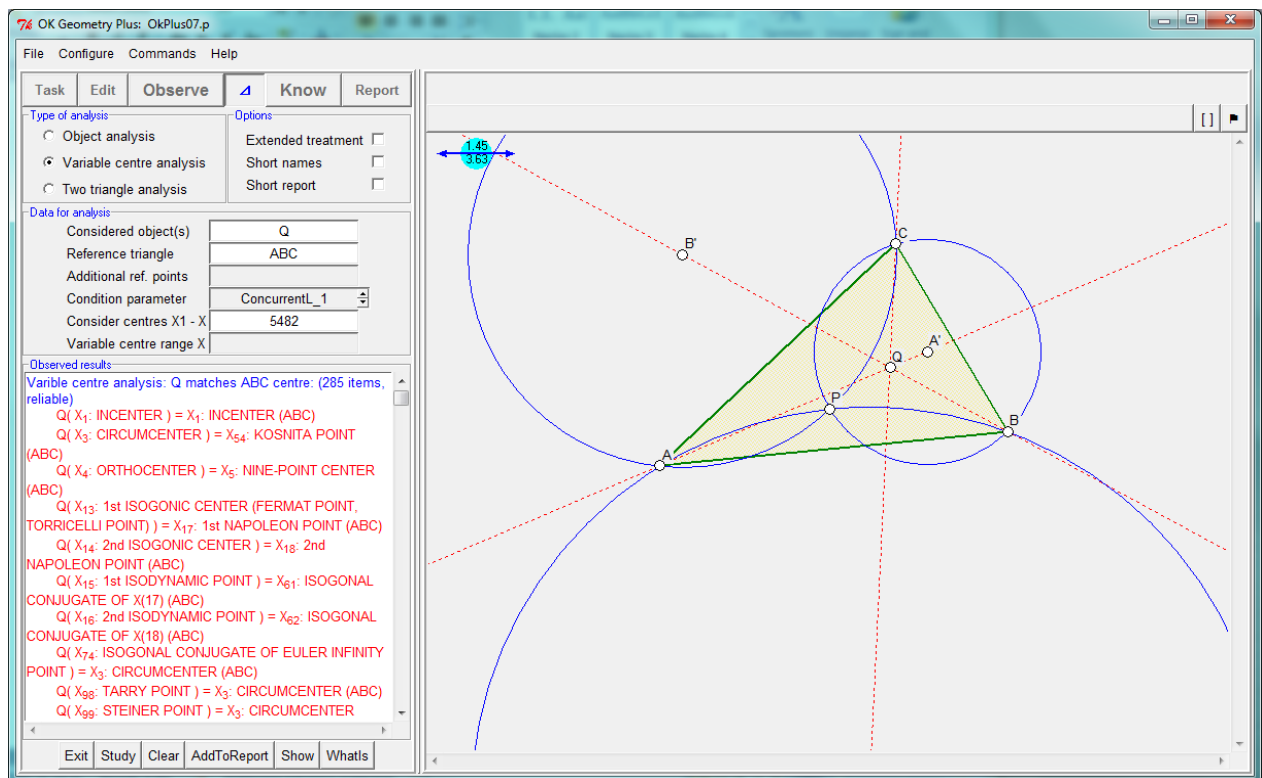 OK Geometry Plus: OkPlus07.p
File Configure Commands Help
Task Edit Observe ⊿ Know Report
Type of analysis
Object analysis
Variable centre analysis
Two triangle analysis
Options
Extended treatment
Short names
Short report
Data for analysis
Considered object(s) Q
Reference triangle ABC
Additional ref. points
Condition parameter ConcurrentL_1
Consider centres X1 - X 5482
Variable centre range X
Observed results
Varible centre analysis: Q matches ABC centre: (285 items,
reliable)
Q( X1: INCENTER ) = X1: INCENTER (ABC)
Q( X3: CIRCUMCENTER ) = X54: KOSNITA POINT
(ABC)
Q( X4: ORTHOCENTER ) = X5: NINE-POINT CENTER
(ABC)
Q( X13: 1st ISOGONIC CENTER (FERMAT POINT,
TORRICELLI POINT) ) = X17: 1st NAPOLEON POINT (ABC)
Q( X14: 2nd ISOGONIC CENTER ) = X18: 2nd
NAPOLEON POINT (ABC)
Q( X15: 1st ISODYNAMIC POINT ) = X61: ISOGONAL
CONJUGATE OF X(17) (ABC)
Q( X16: 2nd ISODYNAMIC POINT ) = X62: ISOGONAL
CONJUGATE OF X(18) (ABC)
Q( X74: ISOGONAL CONJUGATE OF EULER INFINITY
POINT ) = X3: CIRCUMCENTER (ABC)
Q( X98: TARRY POINT ) = X3: CIRCUMCENTER (ABC)
Q( X99: STEINER POINT ) = X3: CIRCUMCENTER
Exit Study Clear AddToReport Show WhatIs
[ ]
1.45
3.63
C
B'
A'
Q
P
B
A